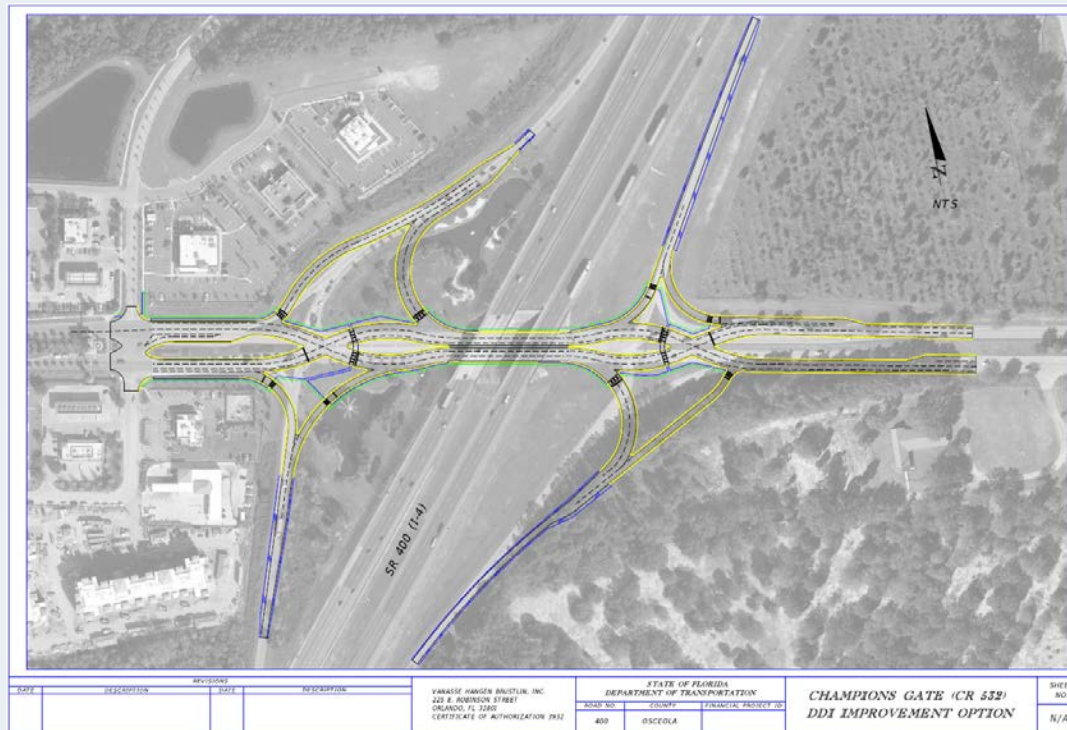 N
NTS
SR 400 (I-4)
REVISIONS
DATE DESCRIPTION DATE DESCRIPTION
VANASSE HANGEN BRUSTLIN, INC.
225 E. ROBINSON STREET
ORLANDO, FL 32801
CERTIFICATE OF AUTHORIZATION 3932
STATE OF FLORIDA
DEPARTMENT OF TRANSPORTATION
ROAD NO. COUNTY FINANCIAL PROJECT ID
400 OSCEOLA
CHAMPIONS GATE (CR 532)
DDI IMPROVEMENT OPTION
SHEE
NO.
N/A